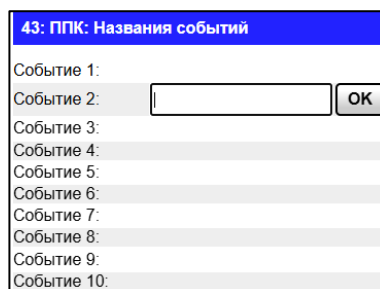 43: ППК: Названия событий
Событие 1:
Событие 2: OK
Событие 3:
Событие 4:
Событие 5:
Событие 6:
Событие 7:
Событие 8:
Событие 9:
Событие 10: